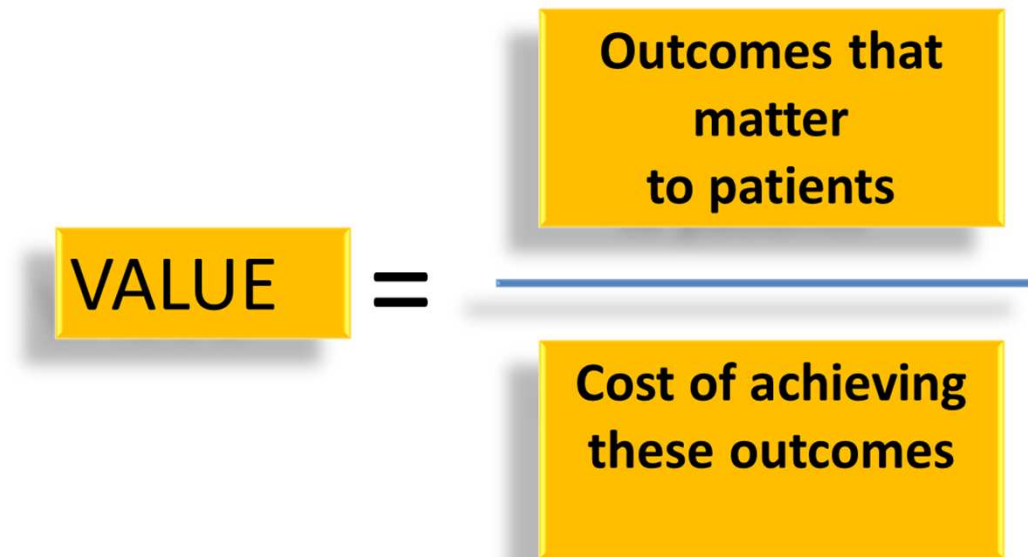 VALUE =
Outcomes that
matter
to patients
Cost of achieving
these outcomes